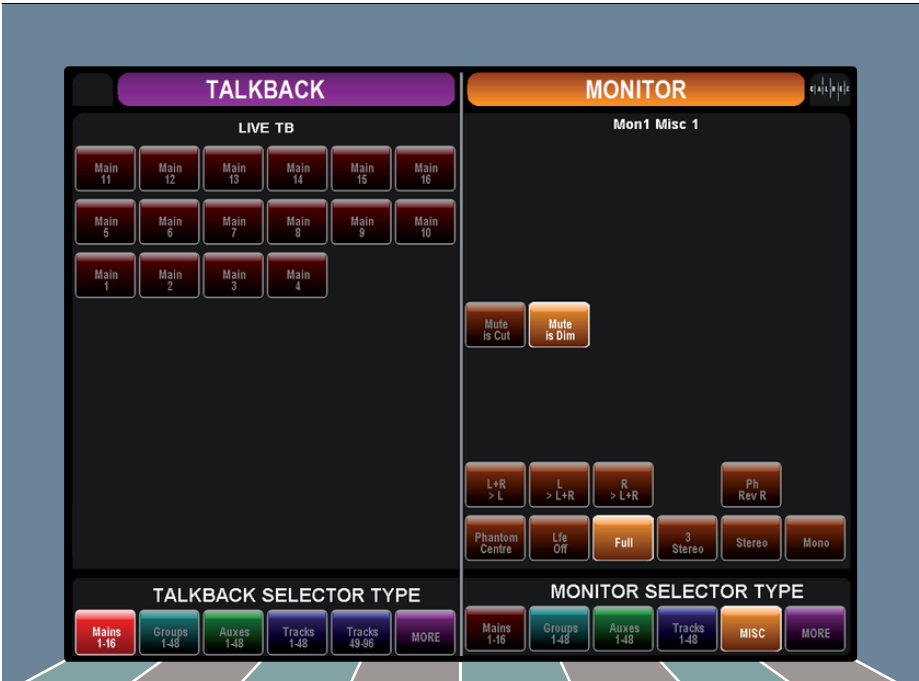 TALKBACK
LIVE TB
Main
11
Main
12
Main
13
Main
14
Main
15
Main
16
Main
5
Main
6
Main
7
Main
8
Main
9
Main
10
Main
1
Main
2
Main
3
Main
4
TALKBACK SELECTOR TYPE
Mains
1-16
Groups
1-48
Auxes
1-48
Tracks
1-48
Tracks
49-96
MORE
MONITOR
CALREC
Mon1 Misc 1
Mute
is Cut
Mute
is Dim
L+R
> L
L
> L+R
R
> L+R
Ph
Rev R
Phantom
Centre
Lfe
Off
Full
3
Stereo
Stereo
Mono
MONITOR SELECTOR TYPE
Mains
1-16
Groups
1-48
Auxes
1-48
Tracks
1-48
MISC
MORE